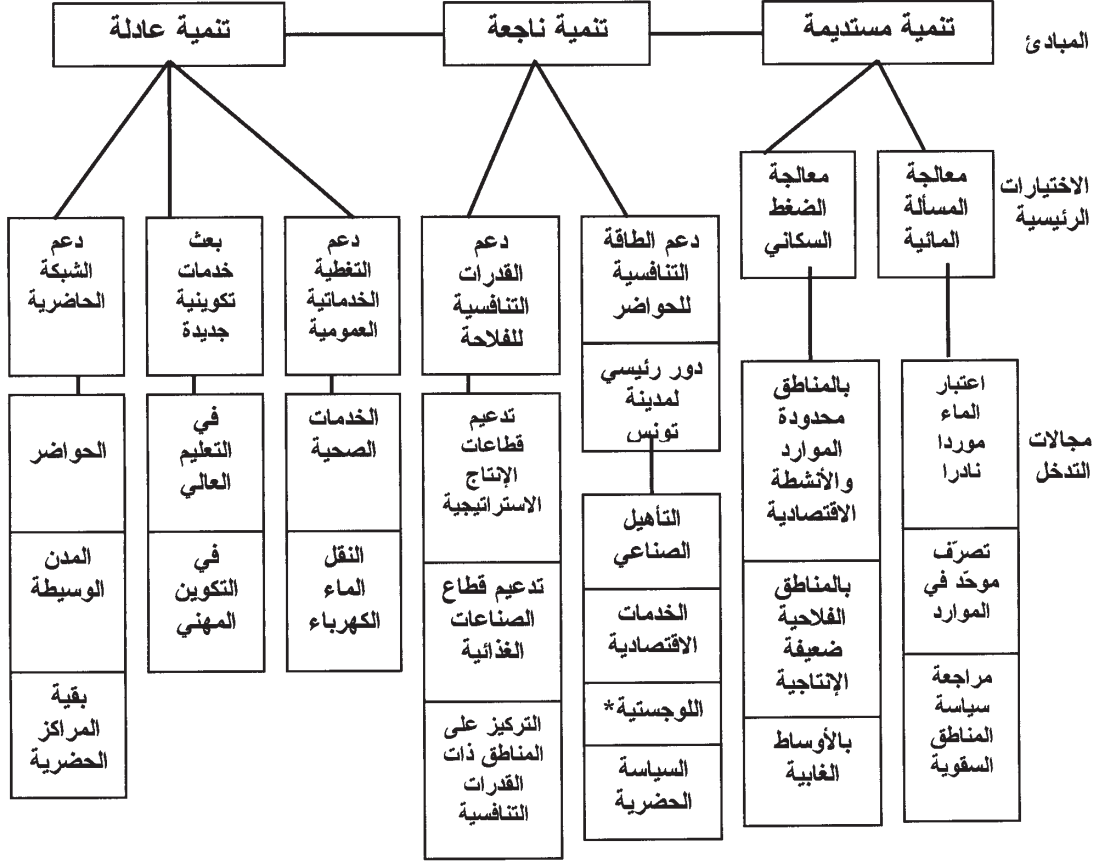 المبادئ
تنمية مستديمة
تنمية ناجعة
تنمية عادلة
الاختيارات
الرئيسية
معالجة
المسألة
المائية
معالجة
الضغط
السكاني
دعم الطاقة
التنافسية
للحواضر
دعم
القدرات
التنافسية
للفلاحة
دعم
التغطية
الخدماتية
العمومية
بعث
خدمات
تكوينية
جديدة
دعم
الشبكة
الحاضرية
مجالات
التدخل
اعتبار
الماء
موردا
نادرا
تصرّف
موحّد في
الموارد
مراجعة
سياسة
المناطق
السقوية
بالمناطق
محدودة
الموارد
والأنشطة
الاقتصادية
بالمناطق
الفلاحية
ضعيفة
الإنتاجية
بالأوساط
الغابية
دور رئيسي
لمدينة
تونس
التأهيل
الصناعي
الخدمات
الاقتصادية
اللوجستية*
السياسة
الحضرية
تدعيم
قطاعات
الإنتاج
الاستراتيجية
تدعيم قطاع
الصناعات
الغذائية
التركيز على
المناطق ذات
القدرات
التنافسية
الخدمات
الصحية
النقل
الماء
الكهرباء
في
التعليم
العالي
في
التكوين
المهني
الحواضر
المدن
الوسيطة
بقية
المراكز
الحضرية